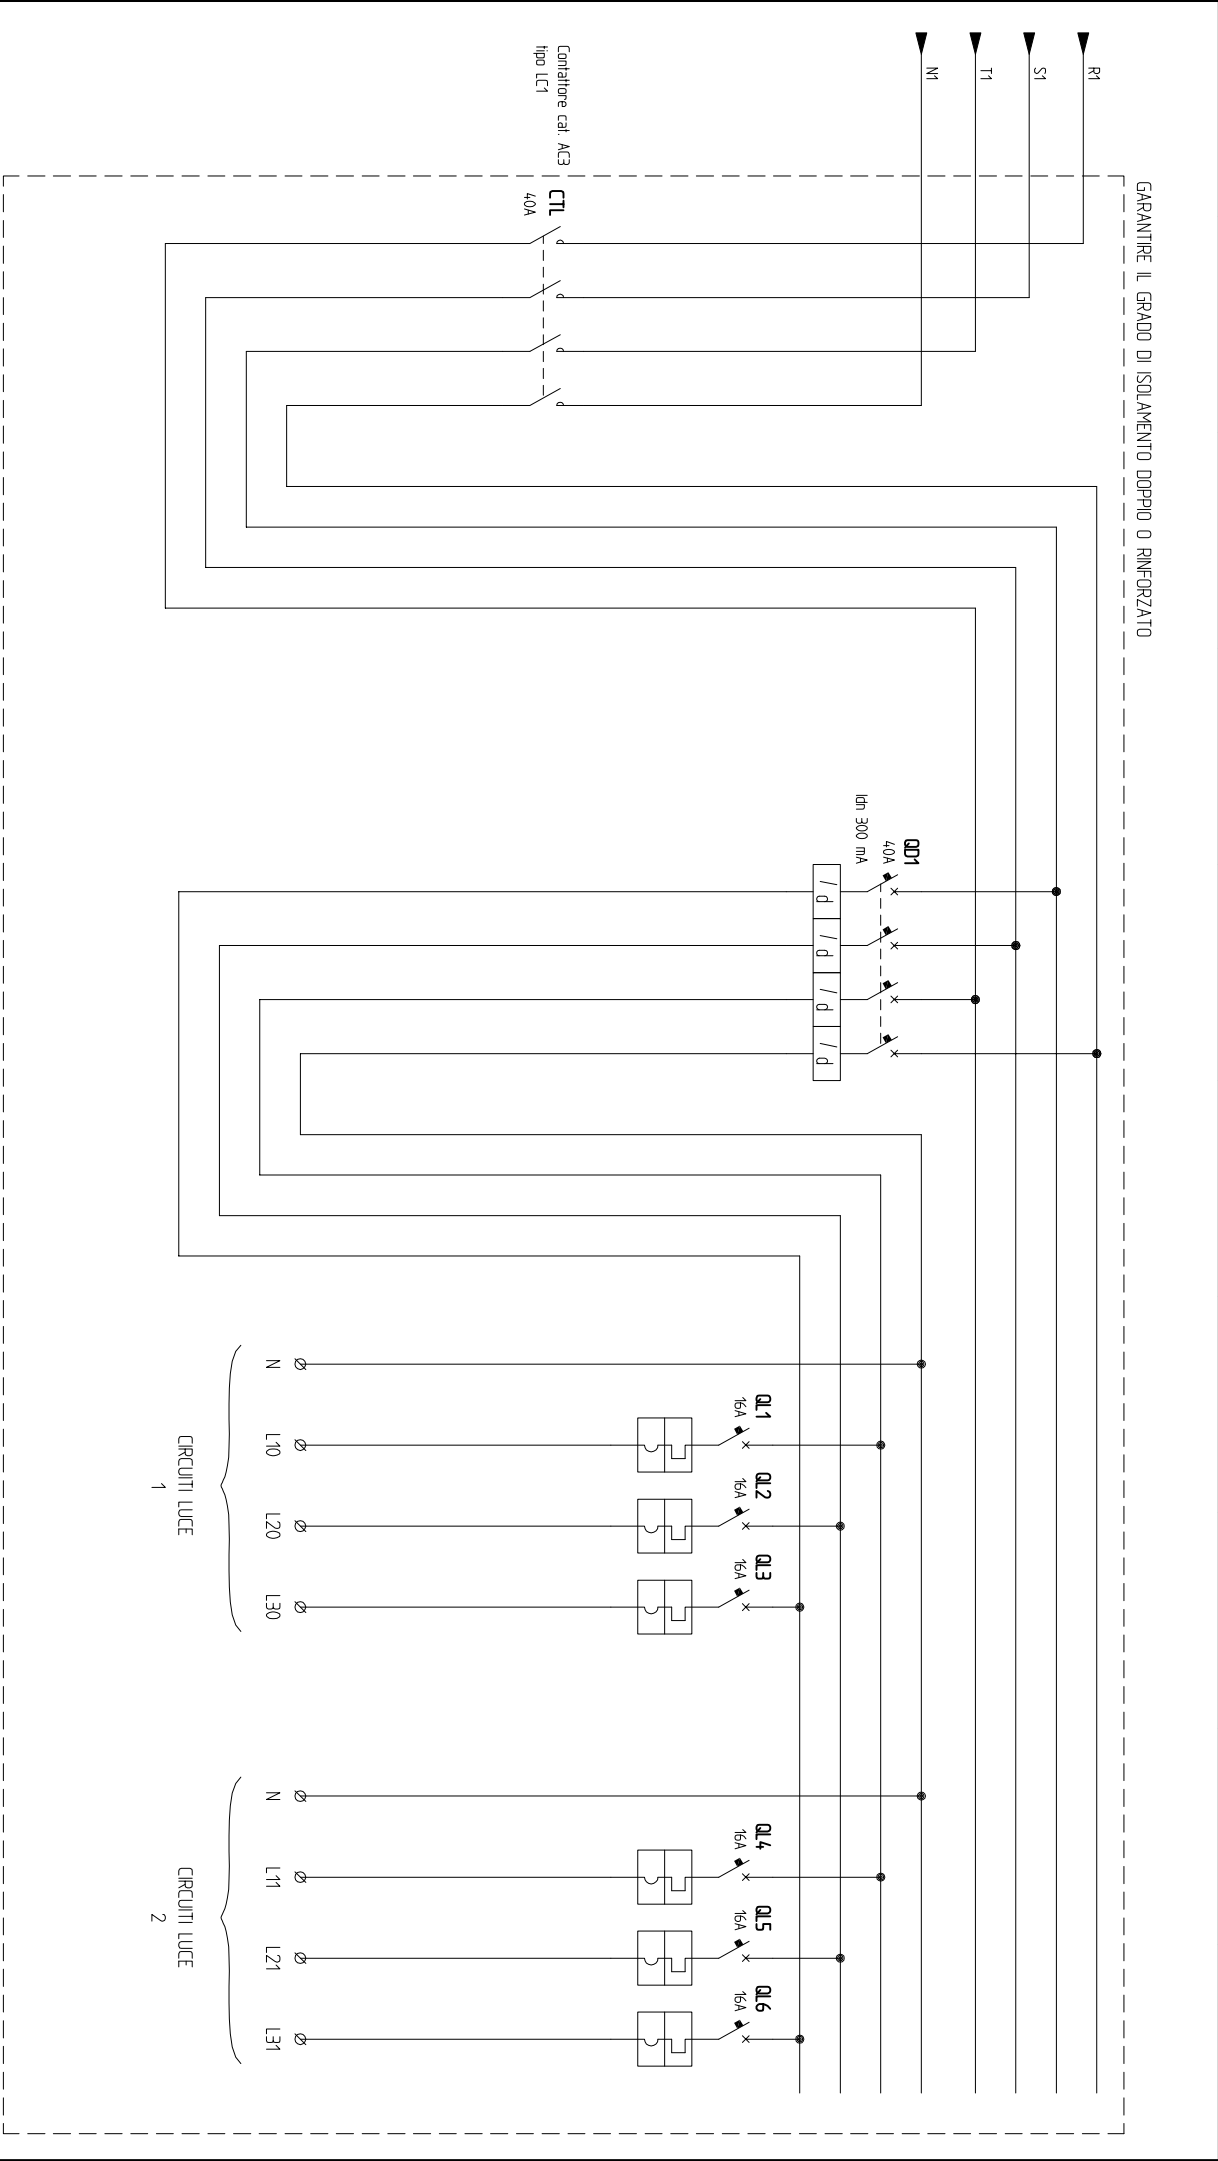 GARANTIRE IL GRADO DI ISOLAMENTO DOPPIO O RINFORZATO
R1
S1
T1
N1
Contattore cat. AC3
tipo LC1
CTL
40A
QD1
40A
Idn 300 mA
I d
I d
I d
I d
QL1
16A
QL2
16A
QL3
16A
QL4
16A
QL5
16A
QL6
16A
N
L10
L20
L30
N
L11
L21
L31
CIRCUITI LUCE
1
CIRCUITI LUCE
2